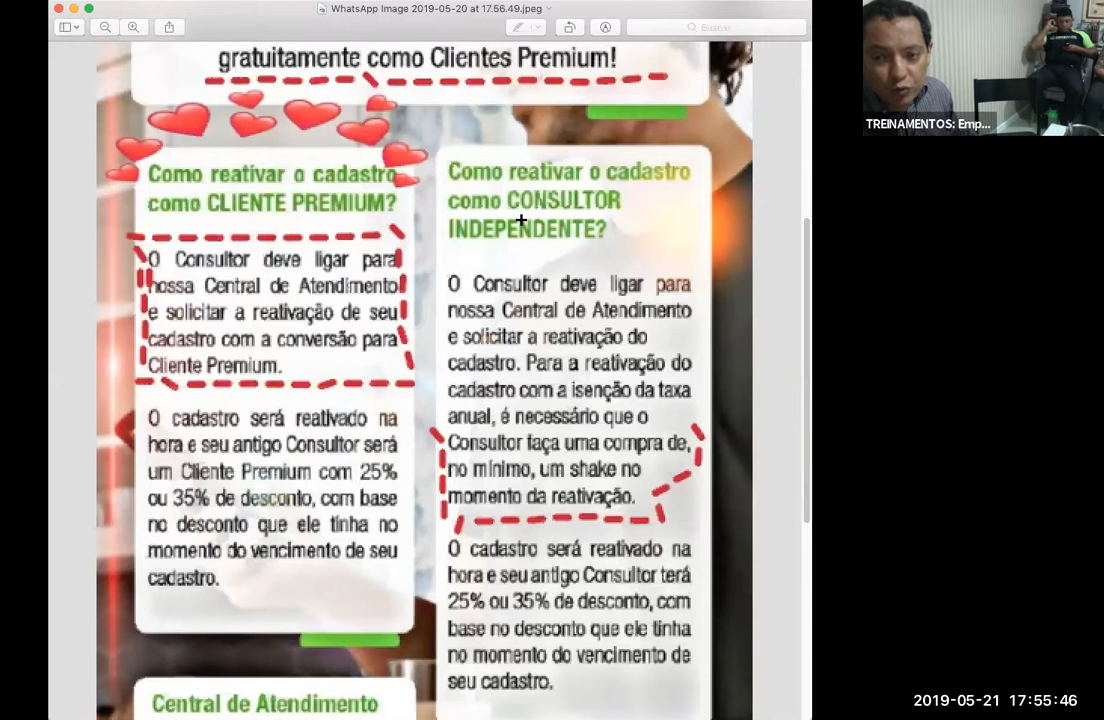 WhatsApp Image 2019-05-20 at 17.56.49.jpeg
Buscar
gratuitamente como Clientes Premium!
Como reativar o cadastro
como CLIENTE PREMIUM?
O Consultor deve ligar para
nossa Central de Atendimento
e solicitar a reativação de seu
cadastro com a conversão para
Cliente Premium.
O cadastro será reativado na
hora e seu antigo Consultor será
um Cliente Premium com 25%
ou 35% de desconto, com base
no desconto que ele tinha no
momento do vencimento de seu
cadastro.
Central de Atendimento
Como reativar o cadastro
como CONSULTOR
INDEPENDENTE?
O Consultor deve ligar para
nossa Central de Atendimento
e solicitar a reativação do
cadastro. Para a reativação do
cadastro com a isenção da taxa
anual, é necessário que o
Consultor faça uma compra de,
no mínimo, um shake no
momento da reativação.
O cadastro será reativado na
hora e seu antigo Consultor terá
25% ou 35% de desconto, com
base no desconto que ele tinha
no momento do vencimento de
seu cadastro.
TREINAMENTOS: Emp...
2019-05-21 17:55:46